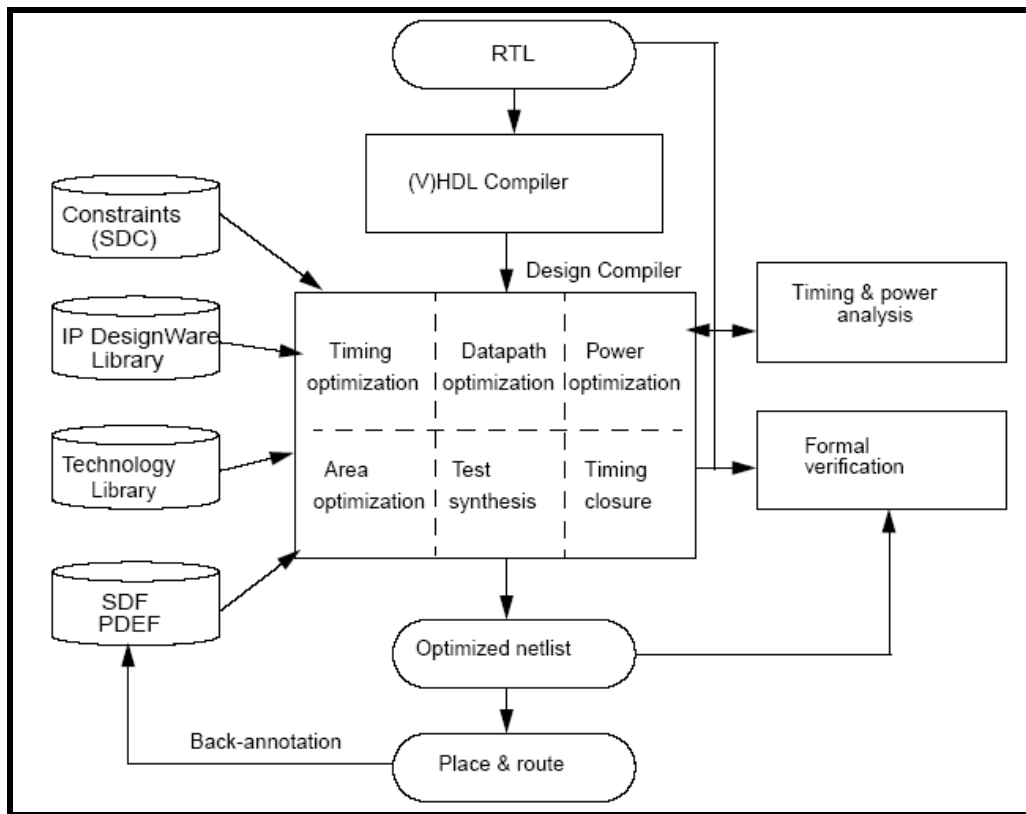 RTL
(V)HDL Compiler
Constraints
(SDC)
Design Compiler
Timing & power
analysis
IP DesignWare
Library
Timing
optimization
Datapath
optimization
Power
optimization
Technology
Library
Area
optimization
Test
synthesis
Timing
closure
Formal
verification
SDF
PDEF
Optimized netlist
Back-annotation
Place & route